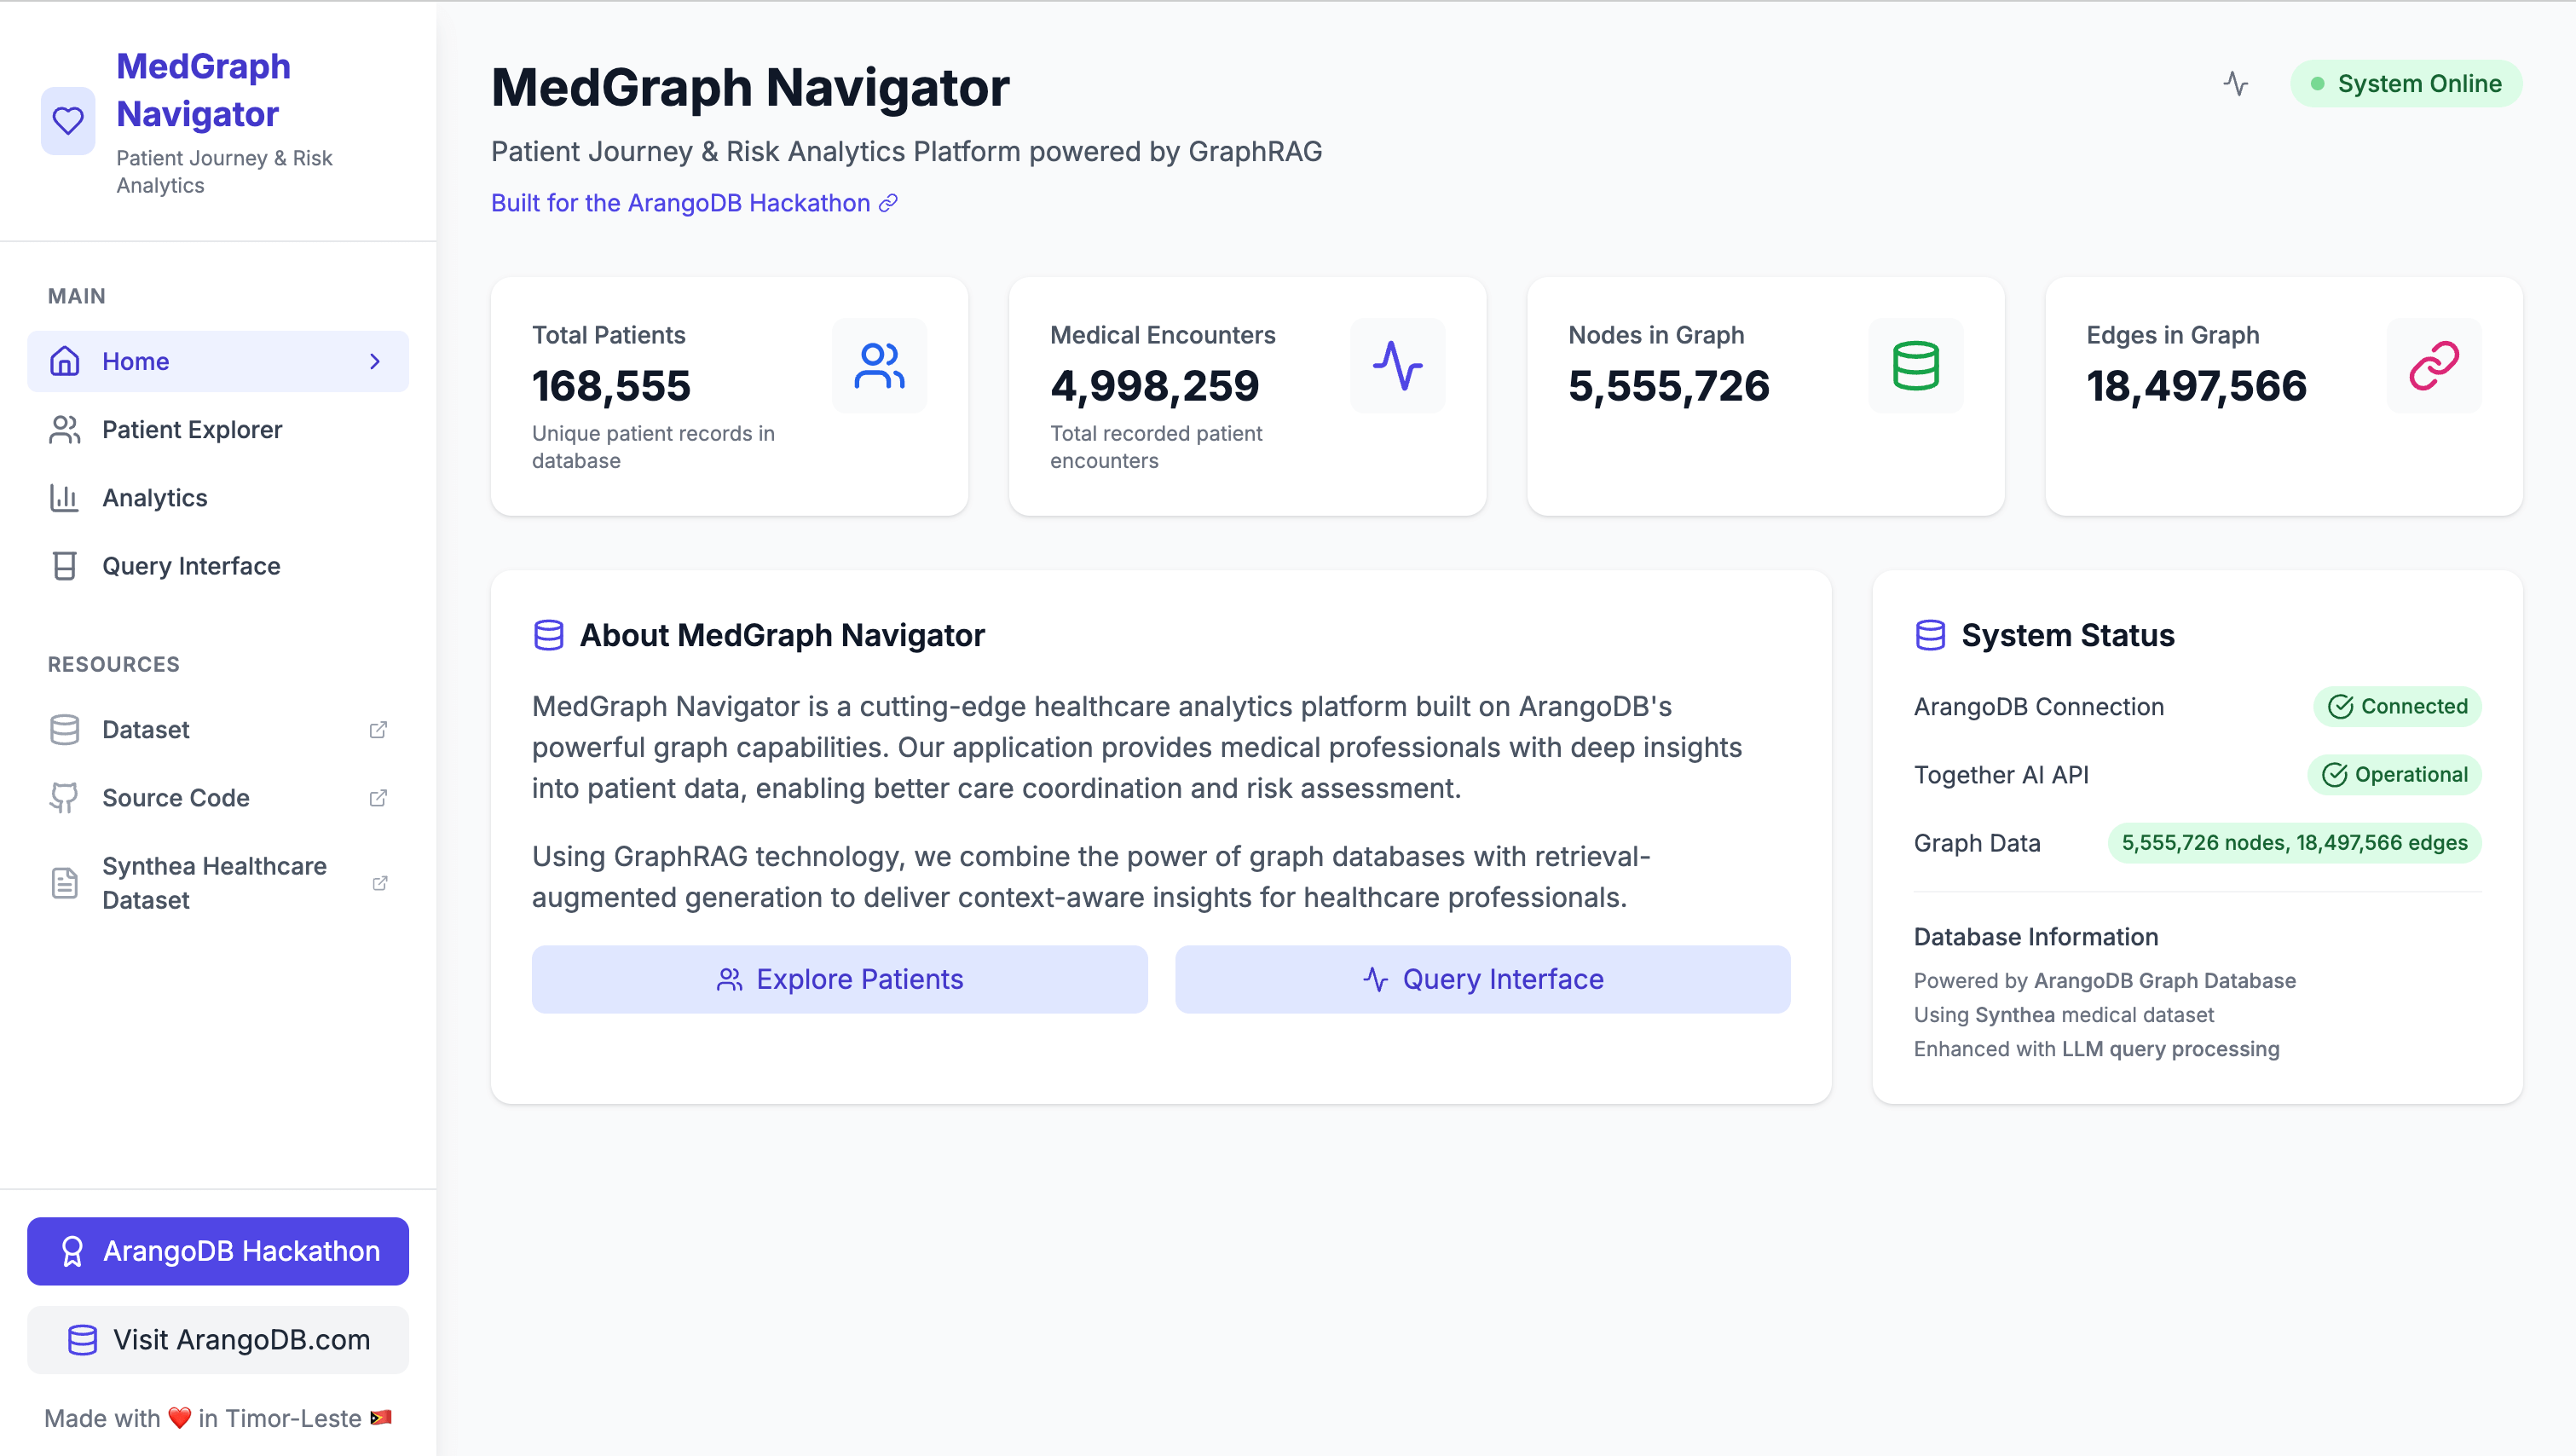 MedGraph
Navigator
Patient Journey & Risk
Analytics
MAIN
Home
Patient Explorer
Analytics
Query Interface
RESOURCES
Dataset
Source Code
Synthea Healthcare
Dataset
ArangoDB Hackathon
Visit ArangoDB.com
Made with ❤️ in Timor-Leste 🇹🇱
MedGraph Navigator
System Online
Patient Journey & Risk Analytics Platform powered by GraphRAG
Built for the ArangoDB Hackathon
Total Patients
168,555
Unique patient records in
database
Medical Encounters
4,998,259
Total recorded patient
encounters
Nodes in Graph
5,555,726
Edges in Graph
18,497,566
About MedGraph Navigator
MedGraph Navigator is a cutting-edge healthcare analytics platform built on ArangoDB's
powerful graph capabilities. Our application provides medical professionals with deep insights
into patient data, enabling better care coordination and risk assessment.
Using GraphRAG technology, we combine the power of graph databases with retrieval-
augmented generation to deliver context-aware insights for healthcare professionals.
Explore Patients
Query Interface
System Status
ArangoDB Connection
Connected
Together AI API
Operational
Graph Data
5,555,726 nodes, 18,497,566 edges
Database Information
Powered by ArangoDB Graph Database
Using Synthea medical dataset
Enhanced with LLM query processing